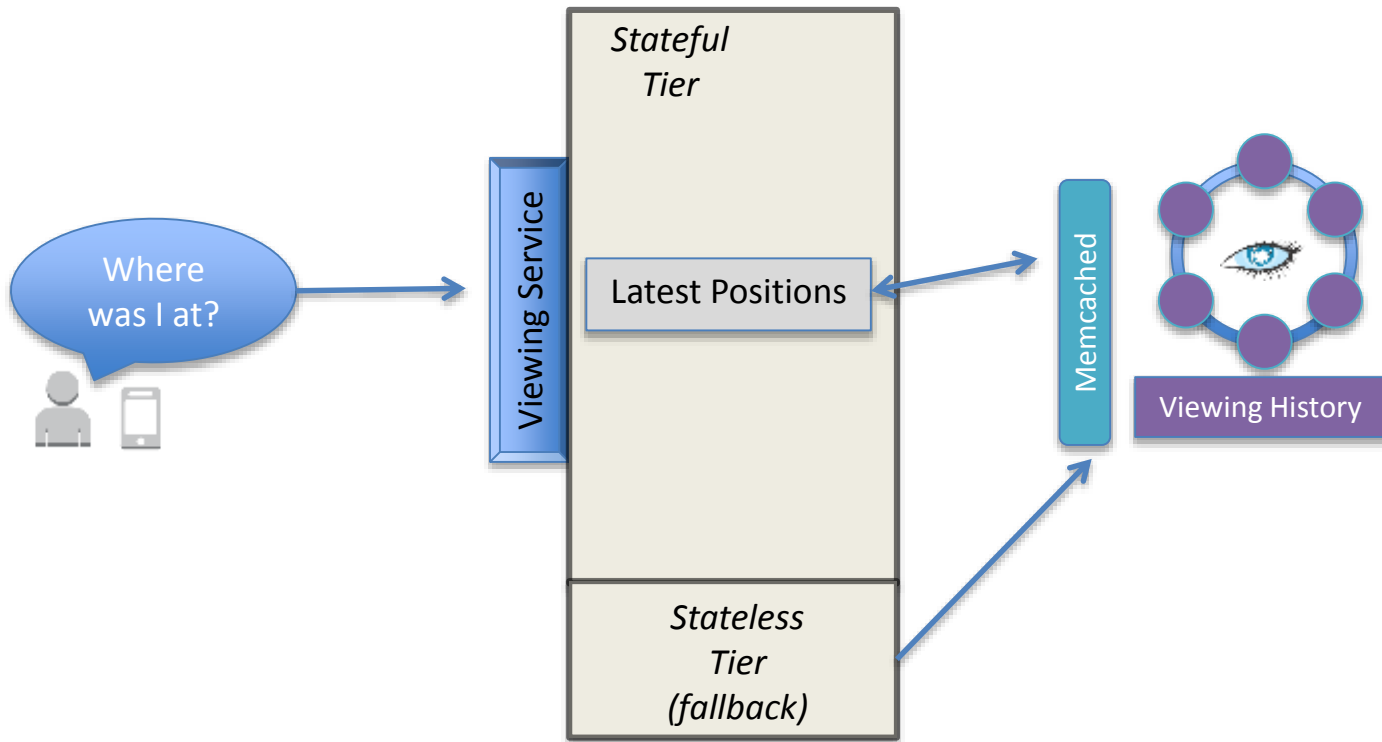 Where
was I at?
Viewing Service
Stateful
Tier
Latest Positions
Stateless
Tier
(fallback)
Memcached
Viewing History